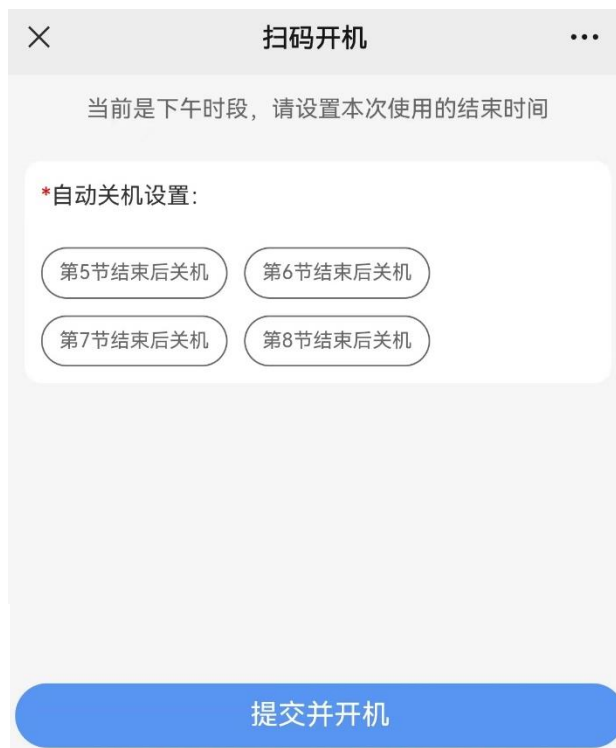 扫码开机
当前是下午时段，请设置本次使用的结束时间
*自动关机设置：
第5节结束后关机 第6节结束后关机
第7节结束后关机 第8节结束后关机
提交并开机